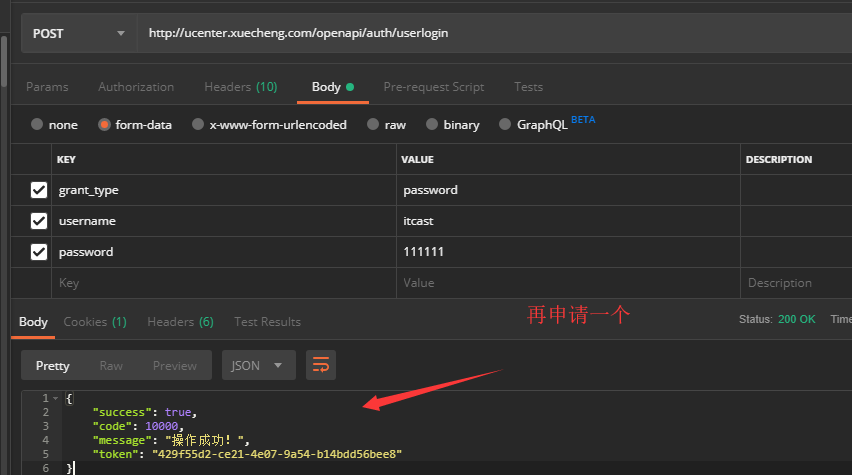 POST http://ucenter.xuecheng.com/openapi/auth/userlogin
Params Authorization Headers (10) Body Pre-request Script Tests
none form-data x-www-form-urlencoded raw binary GraphQL BETA
KEY VALUE DESCRIPTION
grant_type password
username itcast
password 111111
Key Value Description
再申请一个
Body Cookies (1) Headers (6) Test Results Status: 200 OK Time
Pretty Raw Preview JSON
1 {
2 "success": true,
3 "code": 10000,
4 "message": "操作成功！",
5 "token": "429f55d2-ce21-4e07-9a54-b14bdd56bee8"
6 }